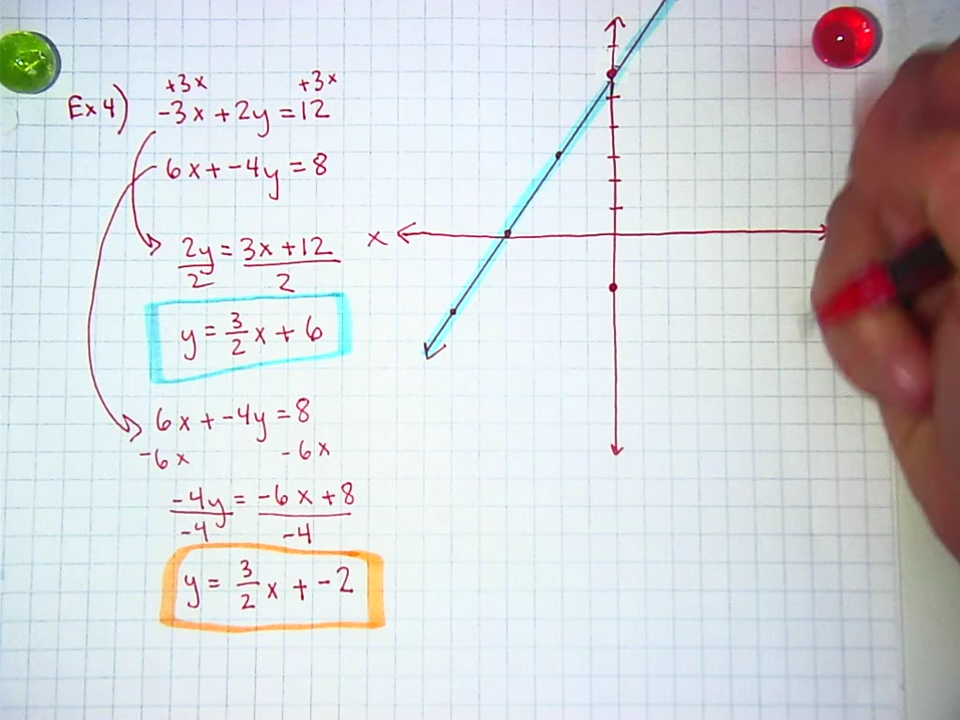 +3x +3x
Ex 4) -3x + 2y = 12
6x + -4y = 8
x
2y = 3x + 12
2 2
y = 3/2 x + 6
6x + -4y = 8
-6x -6x
-4y = -6x + 8
-4 -4
y = 3/2 x + -2